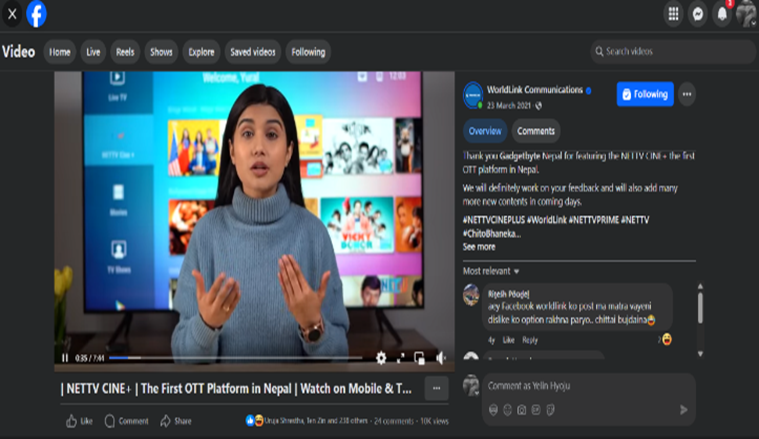 Video
Home
Live
Reels
Shows
Explore
Saved videos
Following
Search videos
Welcome, Yural
12:03
Live TV
NETTV Cine+
Movies
TV Shows
VICKY
DONOR
0:35 / 7:44
| NETTV CINE+ | The First OTT Platform in Nepal | Watch on Mobile & T...
Like
Comment
Share
Unga Shrestha, Ten Zin and 238 others · 24 comments · 10K views
WorldLink Communications
23 March 2021 ·
Following
Overview
Comments
Thank you Gadgetbyte Nepal for featuring the NETTV CINE+ the first
OTT platform in Nepal.
We will definitely work on your feedback and will also add many
more new contents in coming days.
#NETTVCINEPLUS #WorldLink #NETTVPRIME #NETTV
#ChitoBhaneka...
See more
Most relevant
aey Facebook worldlink ko post ma matra vayeni
dislike ko option rakhna paryo.. chittai bujdaina😆
4y Like Reply
Comment as Yelin Hyoju